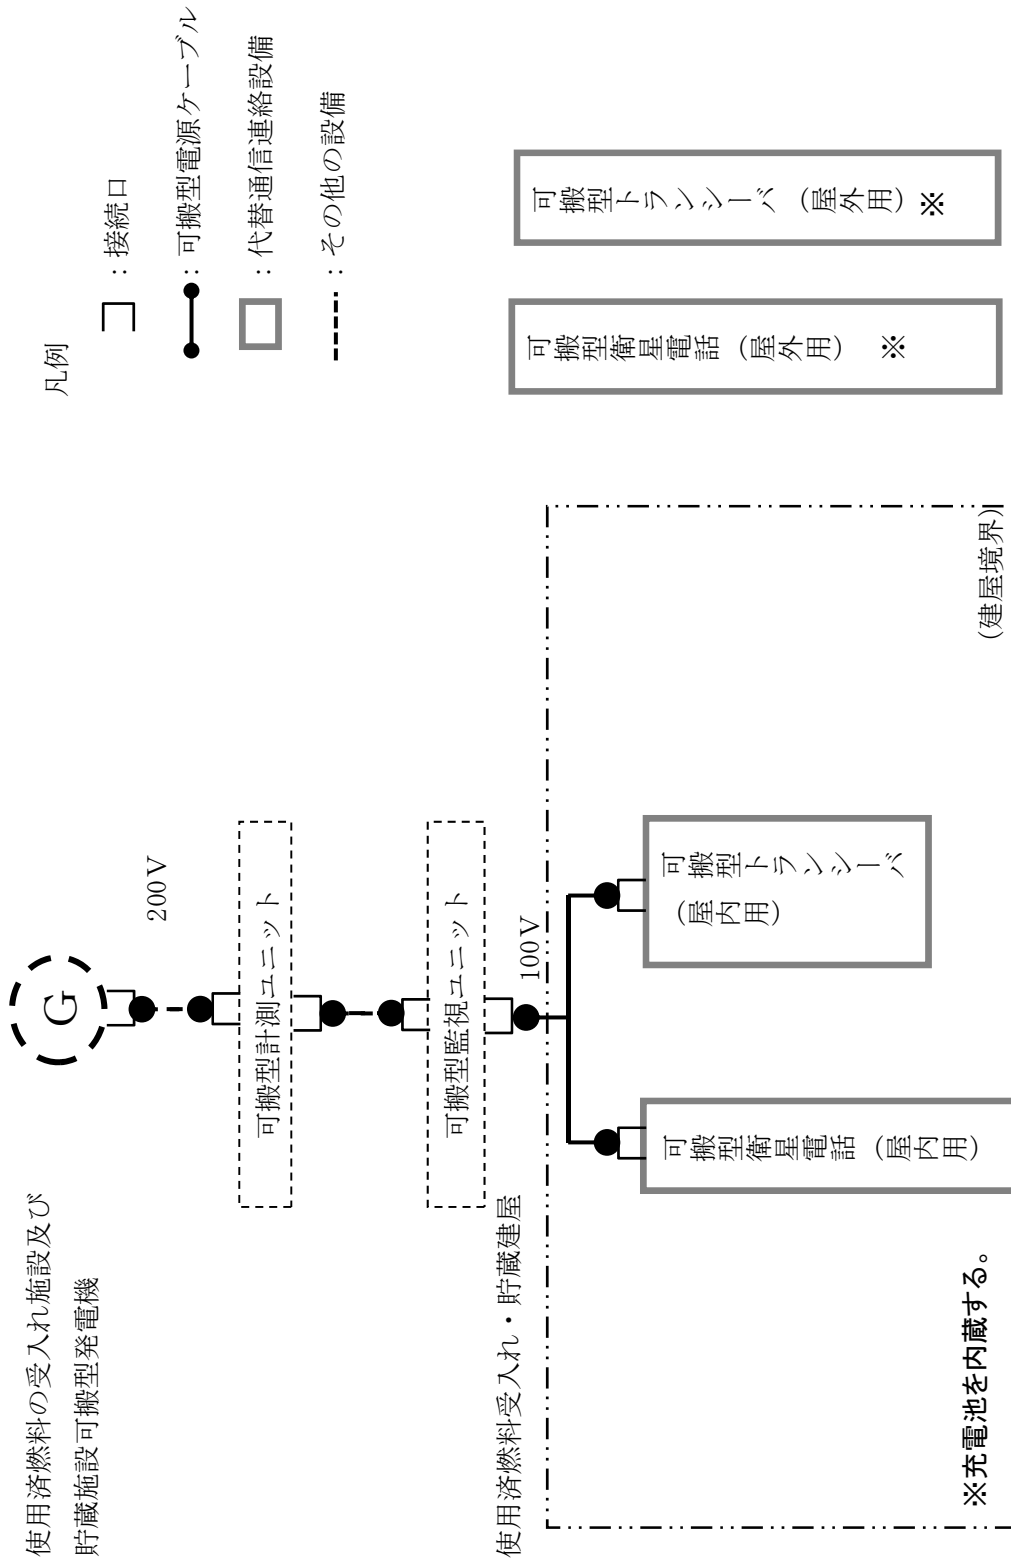 使用済燃料の受入れ施設及び
貯蔵施設可搬型発電機
G
200V
可搬型計測ユニット
可搬型監視ユニット
100V
使用済燃料受入れ・貯蔵建屋
可搬型衛星電話（屋内用）
可搬型トランシーバ
（屋内用）
(建屋境界)
※充電池を内蔵する。
凡例
：接続口
：可搬型電源ケーブル
：代替通信連絡設備
：その他の設備
可搬型衛星電話（屋外用）　※
可搬型トランシーバ（屋外用）※